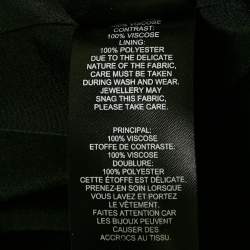 100% VISCOSE
CONTRAST:
100% VISCOSE
LINING:
100% POLYESTER
DUE TO THE DELICATE
NATURE OF THE FABRIC,
CARE MUST BE TAKEN
DURING WASH AND WEAR.
JEWELLERY MAY
SNAG THIS FABRIC,
PLEASE TAKE CARE.
PRINCIPAL:
100% VISCOSE
ETOFFE DE CONTRASTE:
100% VISCOSE
DOUBLURE:
100% POLYESTER
CETTE ÉTOFFE EST DÉLICATE.
PRENEZ-EN SOIN LORSQUE
VOUS LAVEZ ET PORTEZ
LE VÊTEMENT.
FAITES ATTENTION CAR
LES BIJOUX PEUVENT
CAUSER DES
ACCROCS AU TISSU.